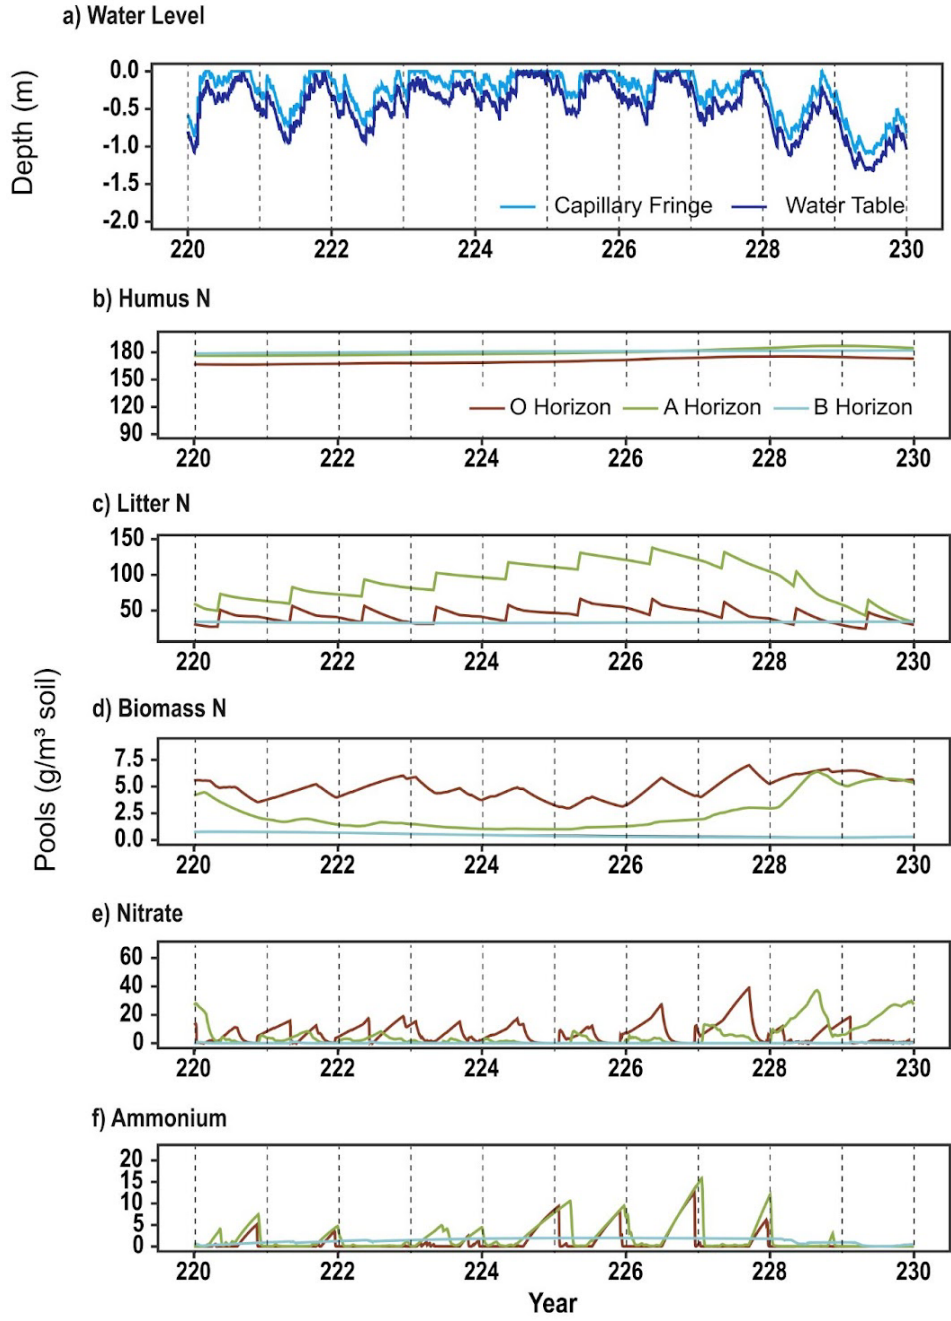 a) Water Level
Depth (m)
0.0
-0.5
-1.0
-1.5
-2.0
Capillary Fringe Water Table
220 222 224 226 228 230
b) Humus N
180
150
120
90
O Horizon A Horizon B Horizon
220 222 224 226 228 230
c) Litter N
150
100
50
220 222 224 226 228 230
Pools (g/m³ soil)
d) Biomass N
7.5
5.0
2.5
0.0
220 222 224 226 228 230
e) Nitrate
60
40
20
0
220 222 224 226 228 230
f) Ammonium
20
15
10
5
0
220 222 224 226 228 230
Year